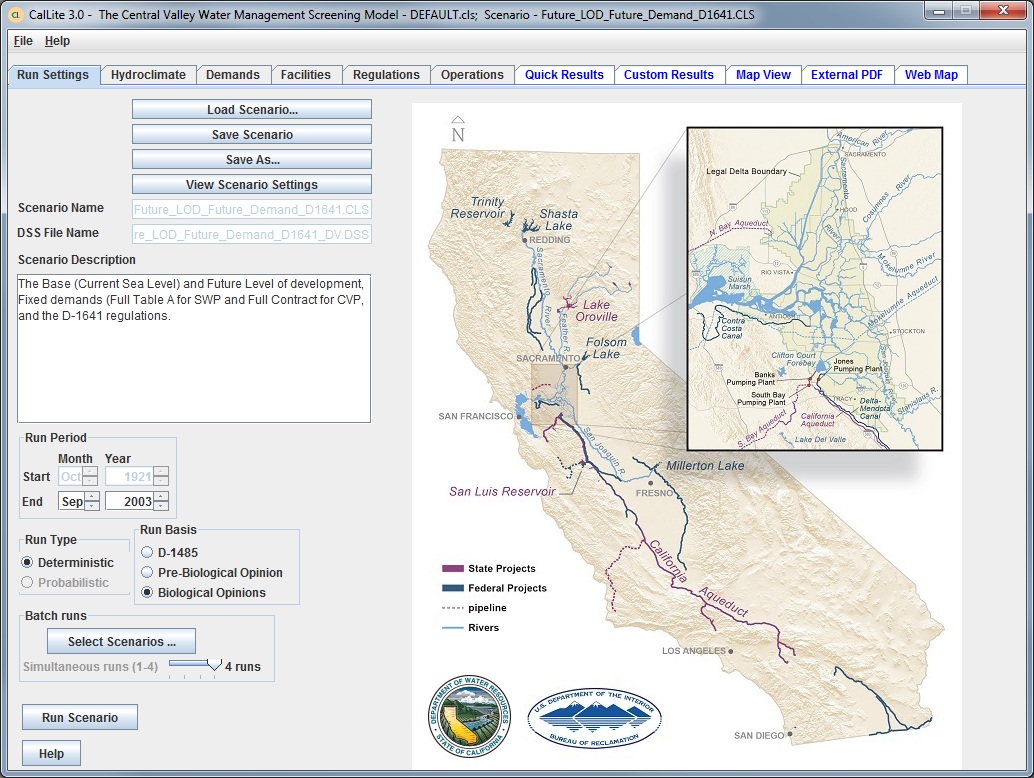 CalLite 3.0 - The Central Valley Water Management Screening Model - DEFAULT.cls; Scenario - Future_LOD_Future_Demand_D1641.CLS
File Help
Run Settings Hydroclimate Demands Facilities Regulations Operations Quick Results Custom Results Map View External PDF Web Map
Load Scenario...
Save Scenario
Save As...
View Scenario Settings
Scenario Name Future_LOD_Future_Demand_D1641.CLS
DSS File Name re_LOD_Future_Demand_D1641_DV.DSS
Scenario Description
The Base (Current Sea Level) and Future Level of development,
Fixed demands (Full Table A for SWP and Full Contract for CVP,
and the D-1641 regulations.
Run Period
Month Year
Start Oct 1921
End Sep 2003
Run Type
Deterministic
Probabilistic
Run Basis
D-1485
Pre-Biological Opinion
Biological Opinions
Batch runs
Select Scenarios ...
Simultaneous runs (1-4) 4 runs
Run Scenario
Help
N
Trinity
Reservoir
Shasta
Lake
REDDING
Sacramento River
Feather R.
Lake
Oroville
Folsom
Lake
SACRAMENTO
SAN FRANCISCO
San Joaquin R.
Millerton Lake
San Luis Reservoir
FRESNO
California
Aqueduct
LOS ANGELES
SAN DIEGO
State Projects
Federal Projects
pipeline
Rivers
American River
SACRAMENTO
Legal Delta Boundary
Sacramento
River
HOOD
Cosumnes River
N. Bay Aqueduct
Mokelumne River
RIO VISTA
Suisun
Marsh
Mokelumne Aqueduct
ANTIOCH
Contra
Costa
Canal
STOCKTON
San Joaquin R.
Clifton Court
Forebay
Jones
Pumping Plant
Banks
Pumping Plant
South Bay
Pumping Plant
TRACY
Delta-
Mendota
Canal
Stanislaus R.
California
Aqueduct
S. Bay Aqueduct
Lake Del Valle
DEPARTMENT OF WATER RESOURCES
STATE OF CALIFORNIA
U.S. DEPARTMENT OF THE INTERIOR
BUREAU OF RECLAMATION